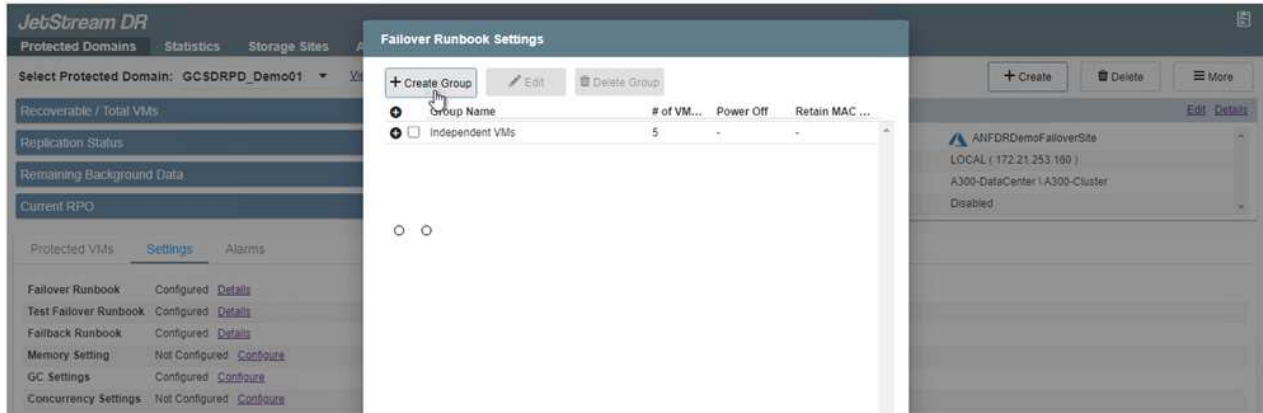 JetStream DR
Protected Domains Statistics Storage Sites A
Select Protected Domain: GCSDRPD_Demo01
+ Create Delete More
Recoverable / Total VMs
Edit Details
Replication Status
ANFDRDemoFailoverSite
LOCAL ( 172.21.253.160 )
Remaining Background Data
A300-DataCenter \ A300-Cluster
Current RPO
Disabled
Protected VMs Settings Alarms
Failover Runbook Configured Details
Test Failover Runbook Configured Details
Failback Runbook Configured Details
Memory Setting Not Configured Configure
GC Settings Configured Configure
Concurrency Settings Not Configured Configure
Failover Runbook Settings
+ Create Group Edit Delete Group
Group Name # of VM... Power Off Retain MAC ...
Independent VMs 5 - -